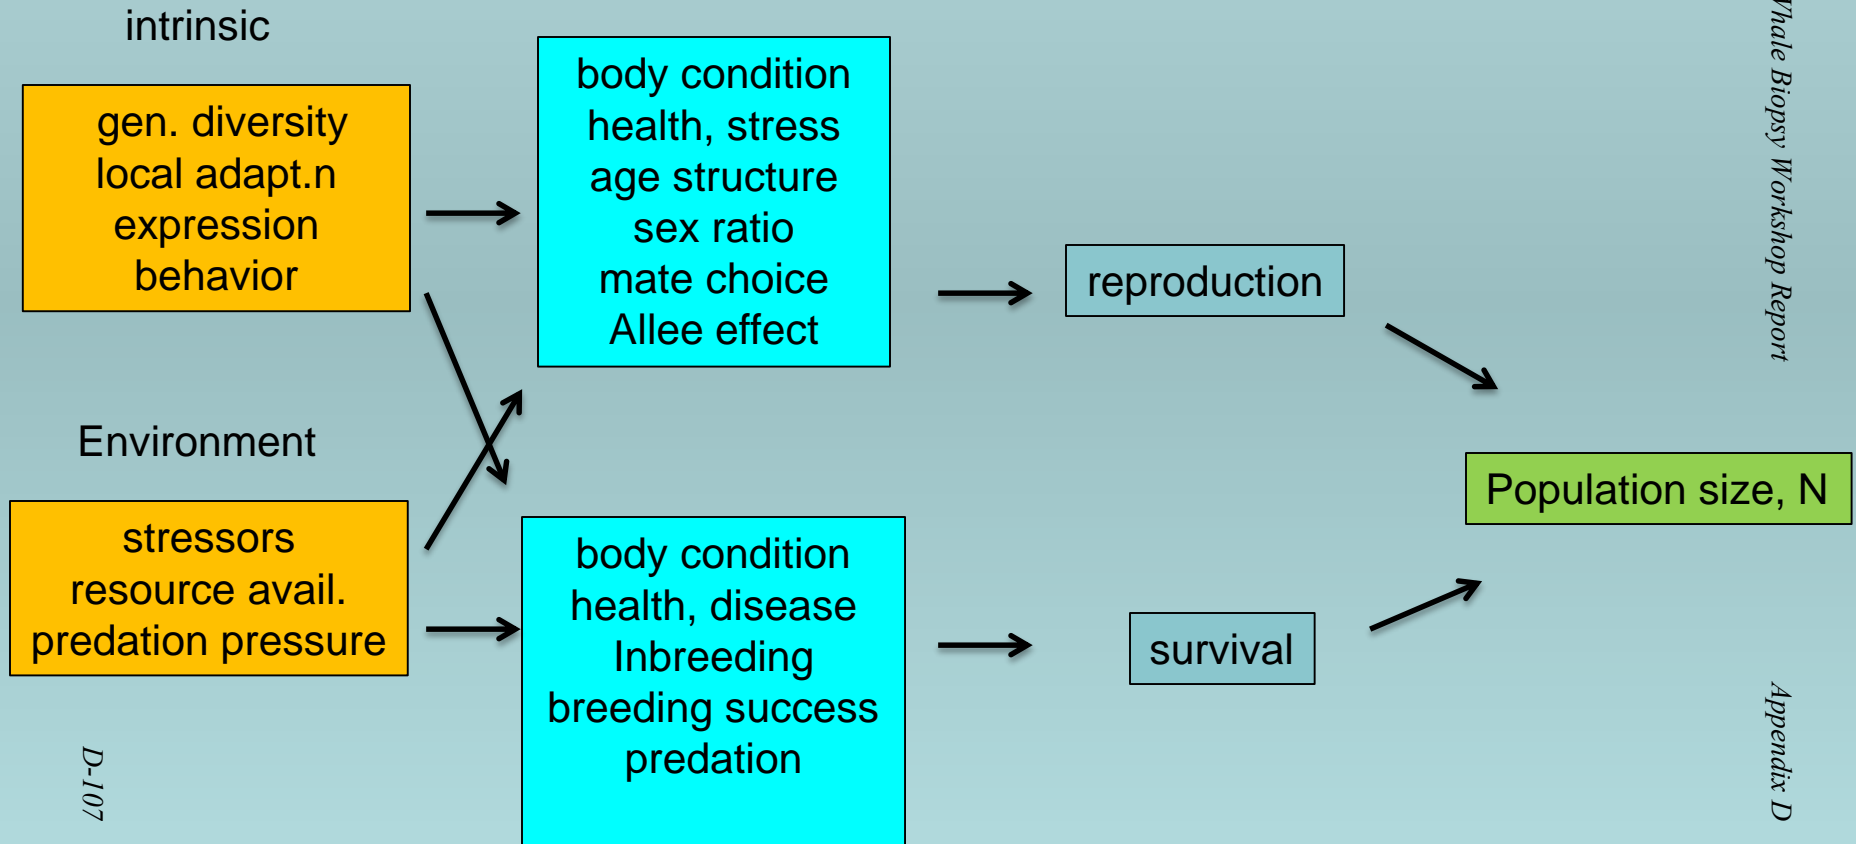 intrinsic
gen. diversity
local adapt.n
expression
behavior
Environment
stressors
resource avail.
predation pressure
body condition
health, stress
age structure
sex ratio
mate choice
Allee effect
body condition
health, disease
Inbreeding
breeding success
predation
reproduction
survival
Population size, N
Whale Biopsy Workshop Report
Appendix D
D-107